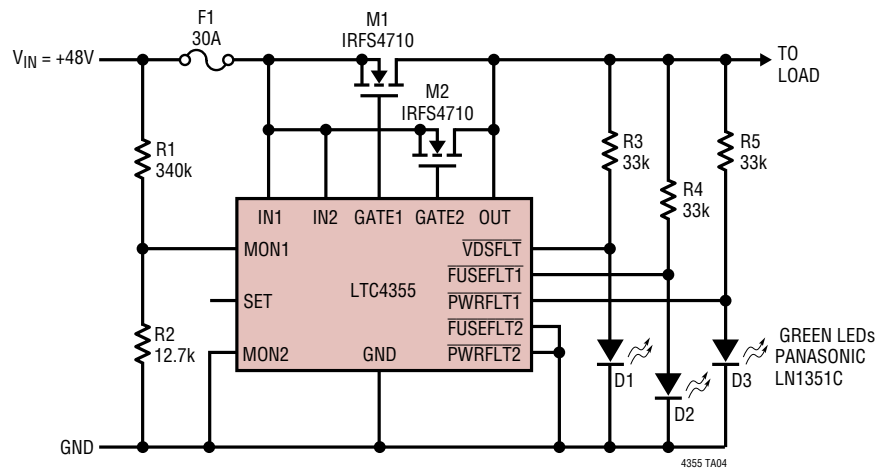 F1
30A
M1
IRFS4710
VIN = +48V
TO
LOAD
M2
IRFS4710
R1
340k
R3
33k
R5
33k
R4
33k
IN1 IN2 GATE1 GATE2 OUT
MON1
VDSFLT
FUSEFLT1
LTC4355
SET
PWRFLT1
R2
12.7k
FUSEFLT2
MON2 GND PWRFLT2
GREEN LEDs
PANASONIC
LN1351C
D1
D3
D2
GND
4355 TA04